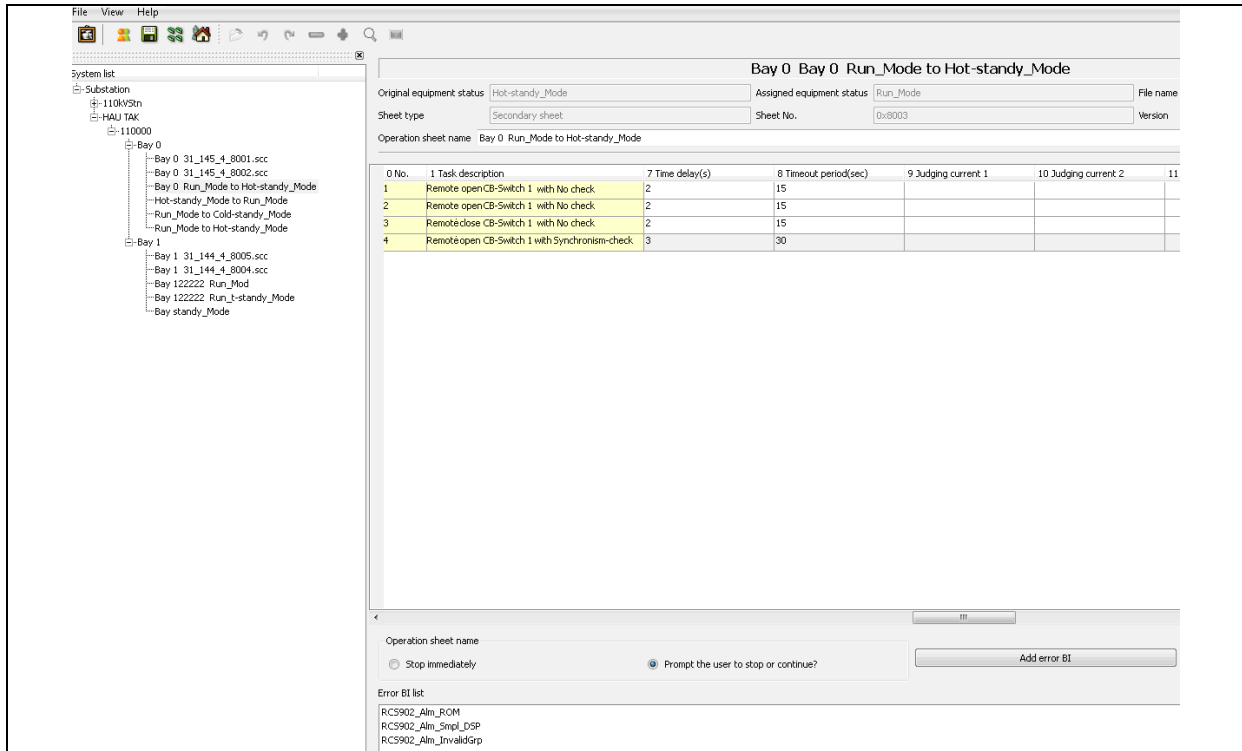 File View Help
System list
Substation
110kVStn
HAU TAK
110000
Bay 0
Bay 0 31_145_4_8001.scc
Bay 0 31_145_4_8002.scc
Bay 0 Run_Mode to Hot-standy_Mode
Hot-standy_Mode to Run_Mode
Run_Mode to Cold-standy_Mode
Run_Mode to Hot-standy_Mode
Bay 1
Bay 1 31_144_4_8005.scc
Bay 1 31_144_4_8004.scc
Bay 122222 Run_Mod
Bay 122222 Run_t-standy_Mode
Bay standy_Mode
Bay 0 Bay 0 Run_Mode to Hot-standy_Mode
Original equipment status Hot-standy_Mode Assigned equipment status Run_Mode File name
Sheet type Secondary sheet Sheet No. 0x8003 Version
Operation sheet name Bay 0 Run_Mode to Hot-standy_Mode
0 No. 1 Task description 7 Time delay(s) 8 Timeout period(sec) 9 Judging current 1 10 Judging current 2 11
1 Remote open CB-Switch 1 with No check 2 15
2 Remote open CB-Switch 1 with No check 2 15
3 Remote close CB-Switch 1 with No check 2 15
4 Remote open CB-Switch 1 with Synchronism-check 3 30
Operation sheet name
Stop immediately Prompt the user to stop or continue? Add error BI
Error BI list
RCS902_Alm_ROM
RCS902_Alm_Smpl_DSP
RCS902_Alm_InvalidGrp